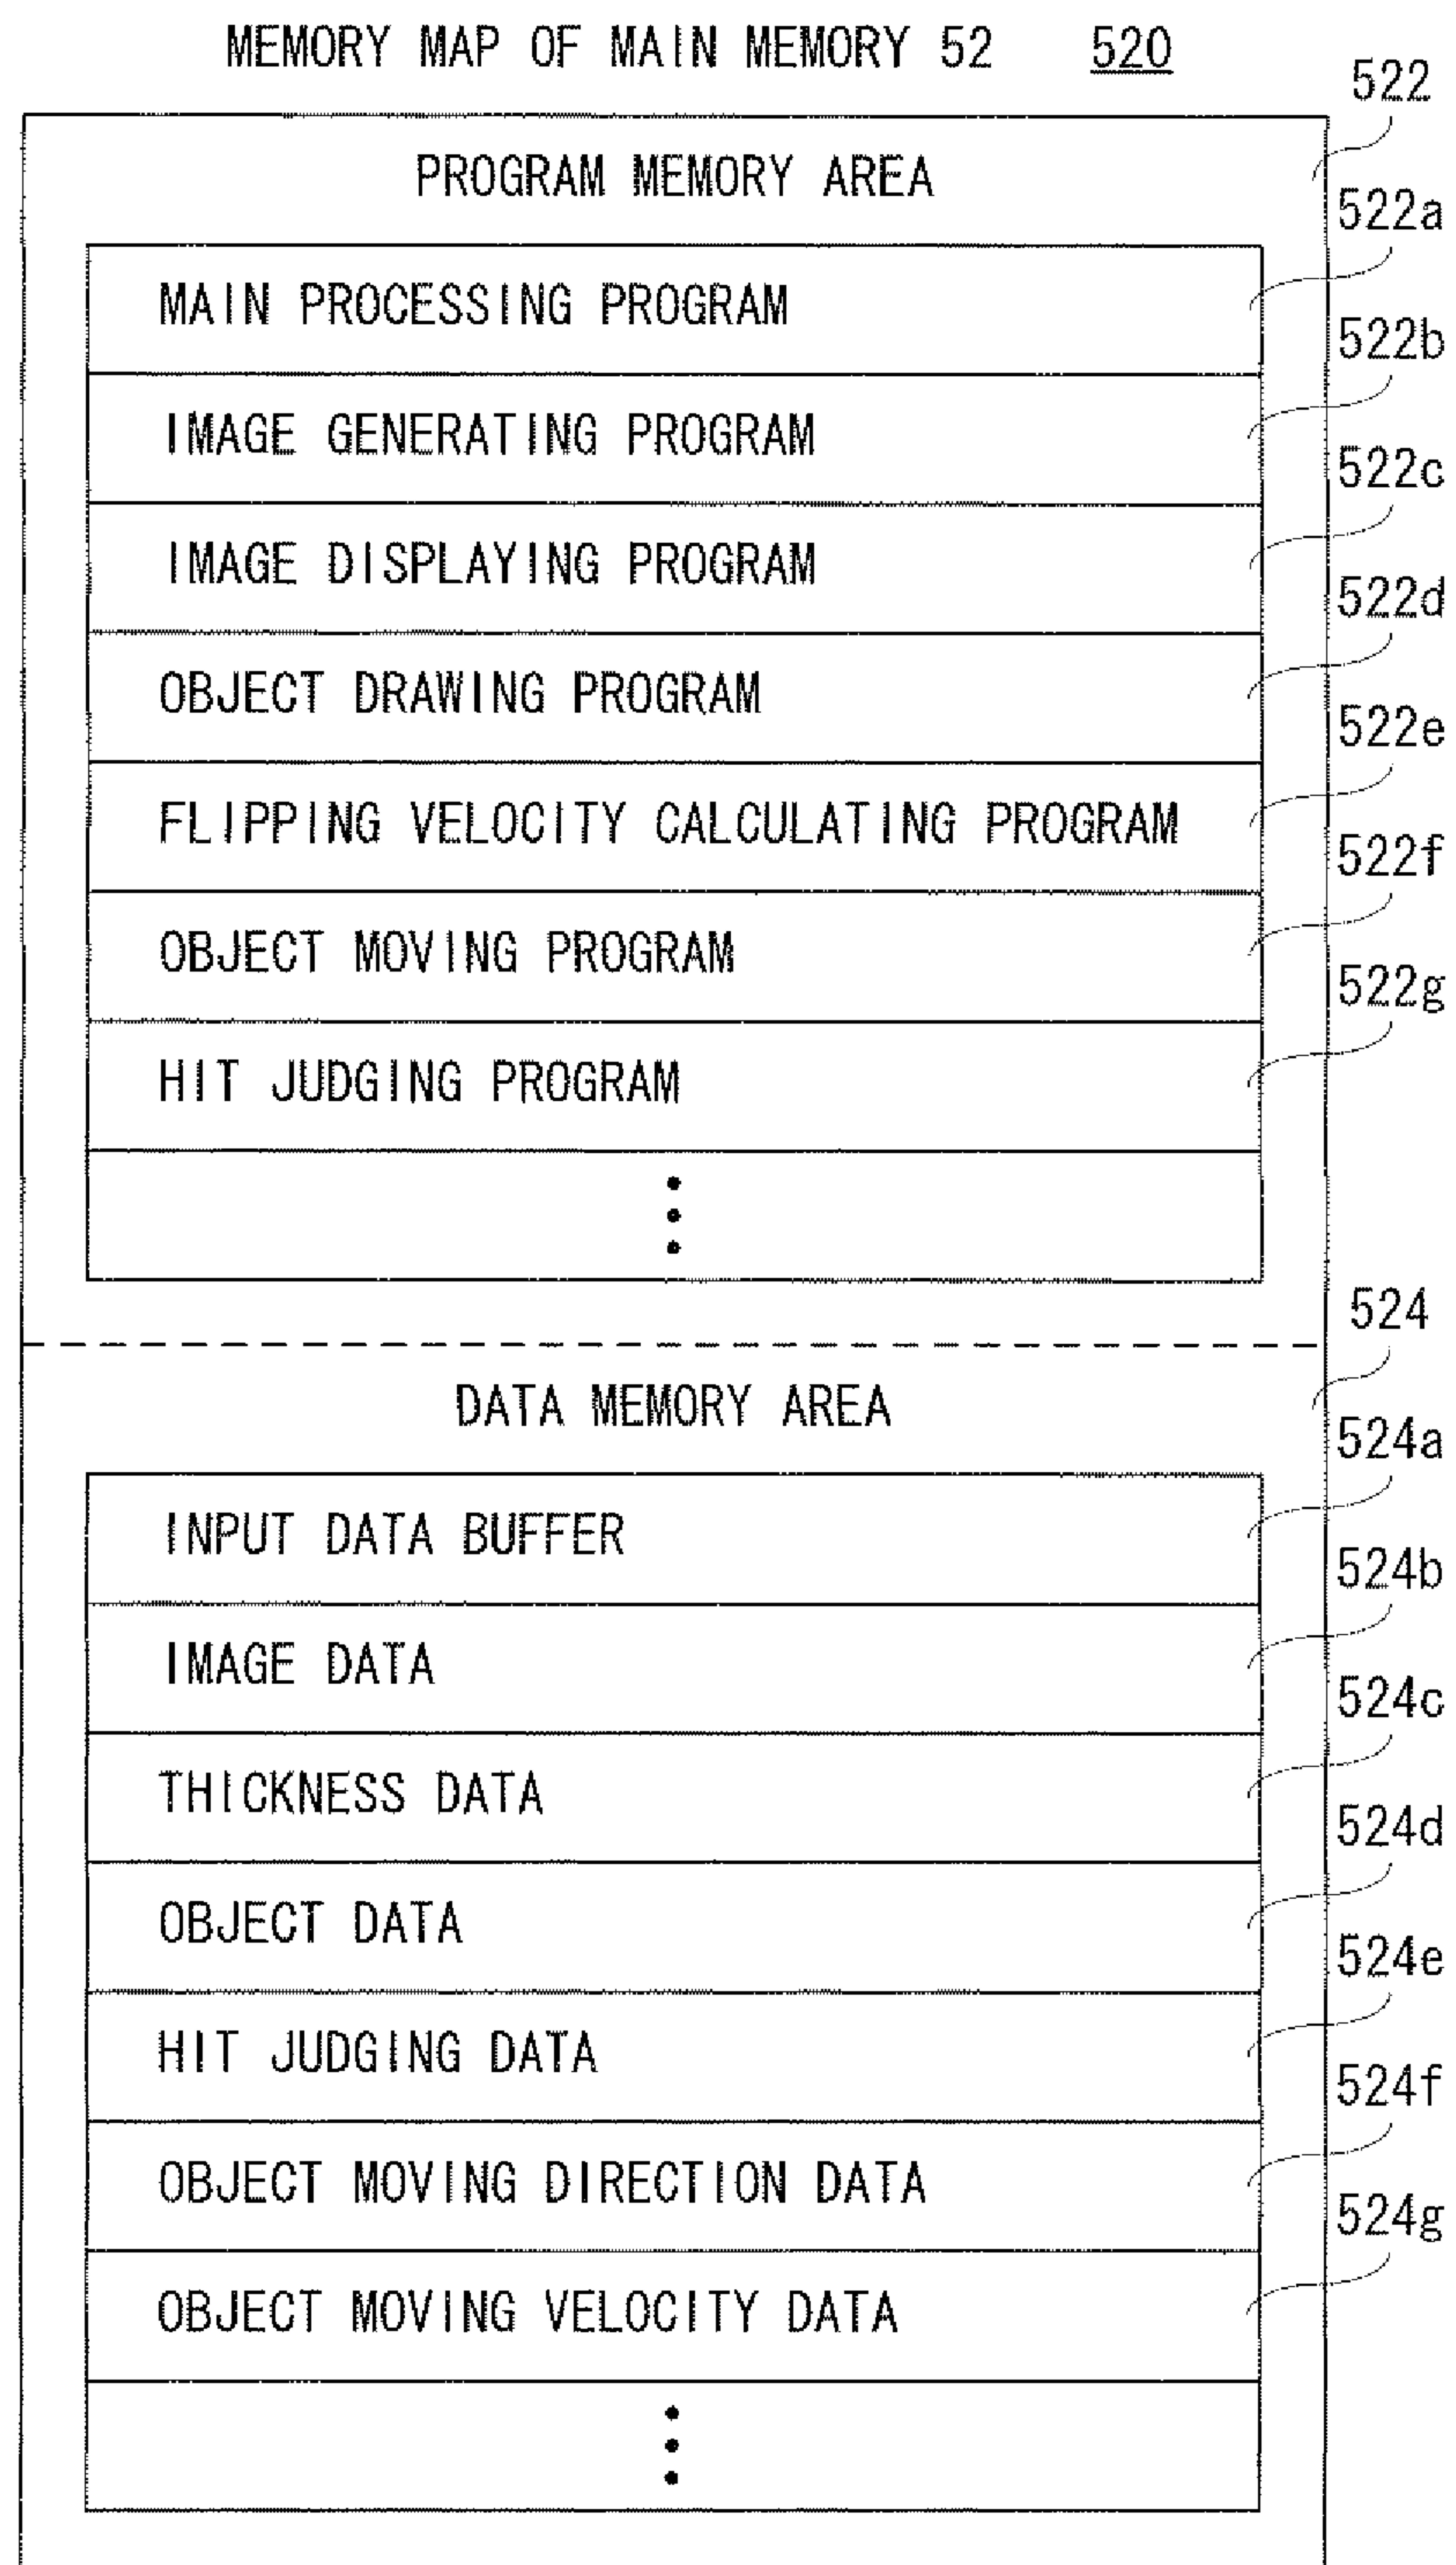 MEMORY MAP OF MAIN MEMORY 52 520
522
PROGRAM MEMORY AREA
522a
MAIN PROCESSING PROGRAM
522b
IMAGE GENERATING PROGRAM
522c
IMAGE DISPLAYING PROGRAM
522d
OBJECT DRAWING PROGRAM
522e
FLIPPING VELOCITY CALCULATING PROGRAM
522f
OBJECT MOVING PROGRAM
522g
HIT JUDGING PROGRAM
524
DATA MEMORY AREA
524a
INPUT DATA BUFFER
524b
IMAGE DATA
524c
THICKNESS DATA
524d
OBJECT DATA
524e
HIT JUDGING DATA
524f
OBJECT MOVING DIRECTION DATA
524g
OBJECT MOVING VELOCITY DATA